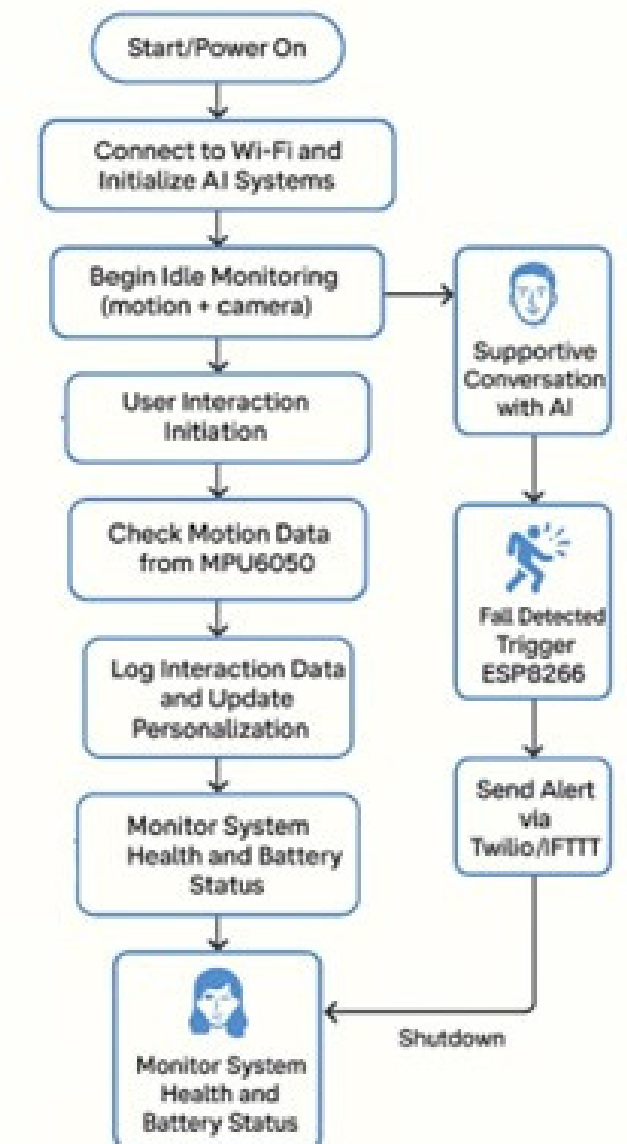 Start/Power On
Connect to Wi-Fi and
Initialize AI Systems
Begin Idle Monitoring
(motion + camera)
User Interaction
Initiation
Check Motion Data
from MPU6050
Log Interaction Data
and Update
Personalization
Monitor System
Health and Battery
Status
Monitor System
Health and
Battery Status
Supportive
Conversation
with AI
Fall Detected
Trigger
ESP8266
Send Alert
via
Twilio/IFTTT
Shutdown